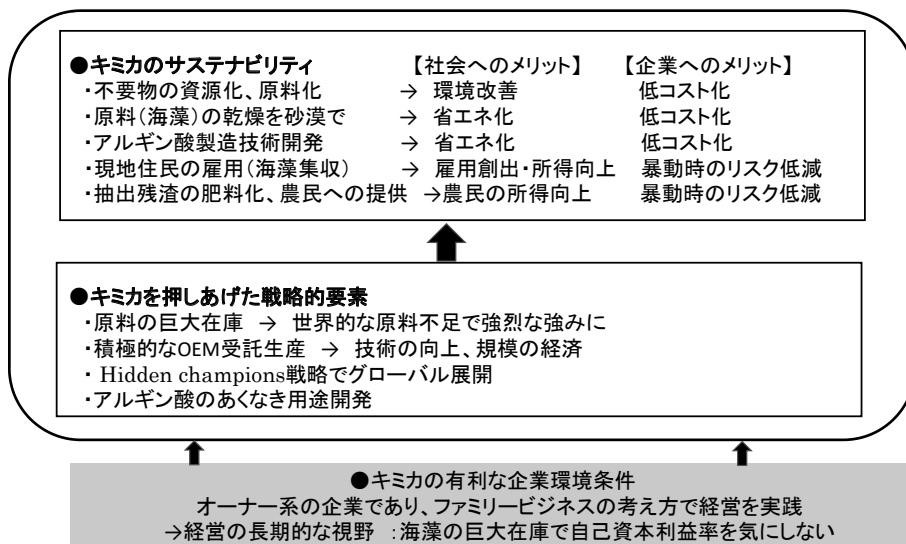 ●キミカのサステナビリティ 【社会へのメリット】 【企業へのメリット】
・不要物の資源化、原料化 → 環境改善 低コスト化
・原料(海藻)の乾燥を砂漠で → 省エネ化 低コスト化
・アルギン酸製造技術開発 → 省エネ化 低コスト化
・現地住民の雇用(海藻集収) → 雇用創出・所得向上 暴動時のリスク低減
・抽出残渣の肥料化、農民への提供 →農民の所得向上 暴動時のリスク低減
●キミカを押しあげた戦略的要素
・原料の巨大在庫 → 世界的な原料不足で強烈な強みに
・積極的なOEM受託生産 → 技術の向上、規模の経済
・Hidden champions戦略でグローバル展開
・アルギン酸のあくなき用途開発
●キミカの有利な企業環境条件
オーナー系の企業であり、ファミリービジネスの考え方で経営を実践
→経営の長期的な視野 :海藻の巨大在庫で自己資本利益率を気にしない